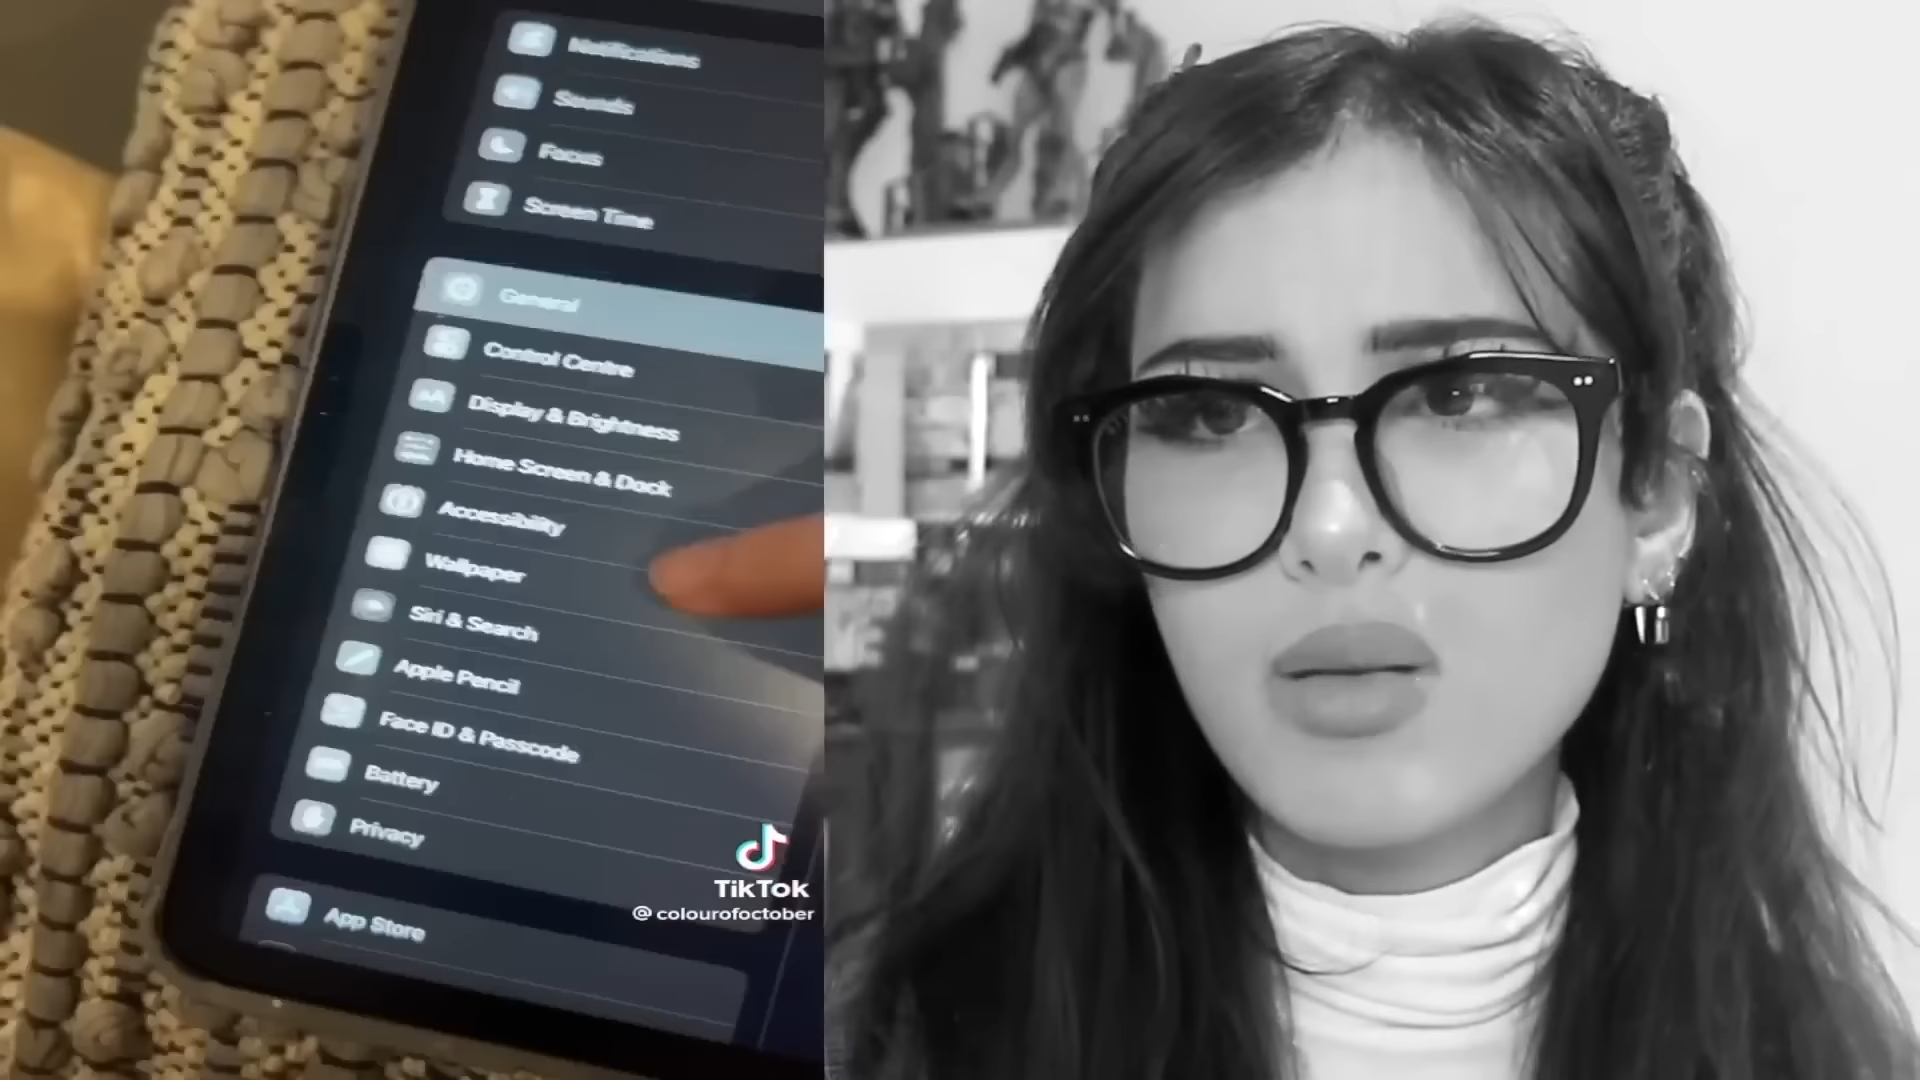 Notifications
Sounds
Focus
Screen Time
General
Control Centre
Display & Brightness
AA
Home Screen & Dock
Accessibility
Wallpaper
Siri & Search
Apple Pencil
Face ID & Passcode
Battery
Privacy
App Store
TikTok
@colourofoctober